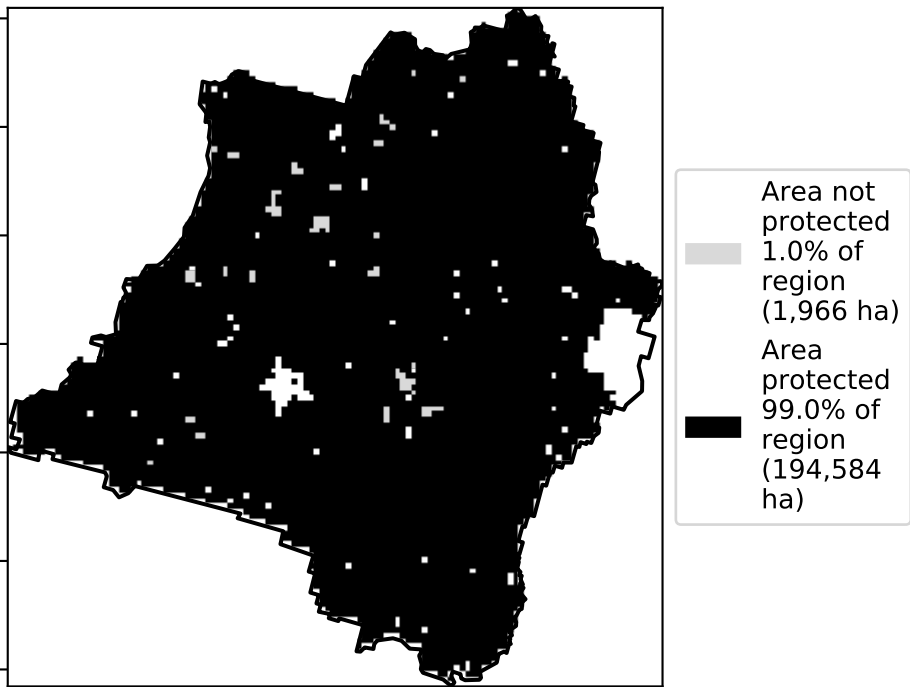 Area not
protected
1.0% of
region
(1,966 ha)
Area
protected
99.0% of
region
(194,584
ha)